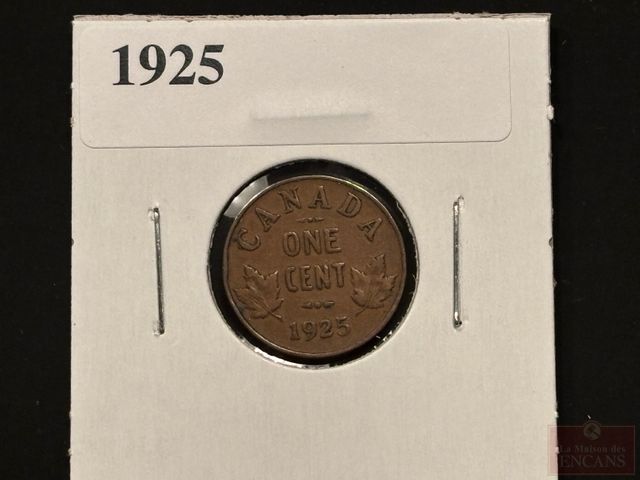 1925
CANADA
ONE
CENT
1925
La Maison des
ENCANS